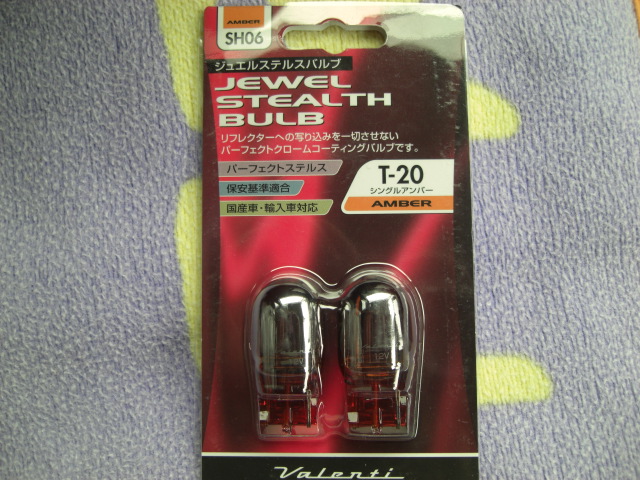 AMBER
SH06
ジュエルステルスバルブ
JEWEL
STEALTH
BULB
リフレクターへの写り込みを一切させない
パーフェクトクロームコーティングバルブです。
パーフェクトステルス
保安基準適合
国産車・輸入車対応
T-20
シングルアンバー
AMBER
12V
Valenti